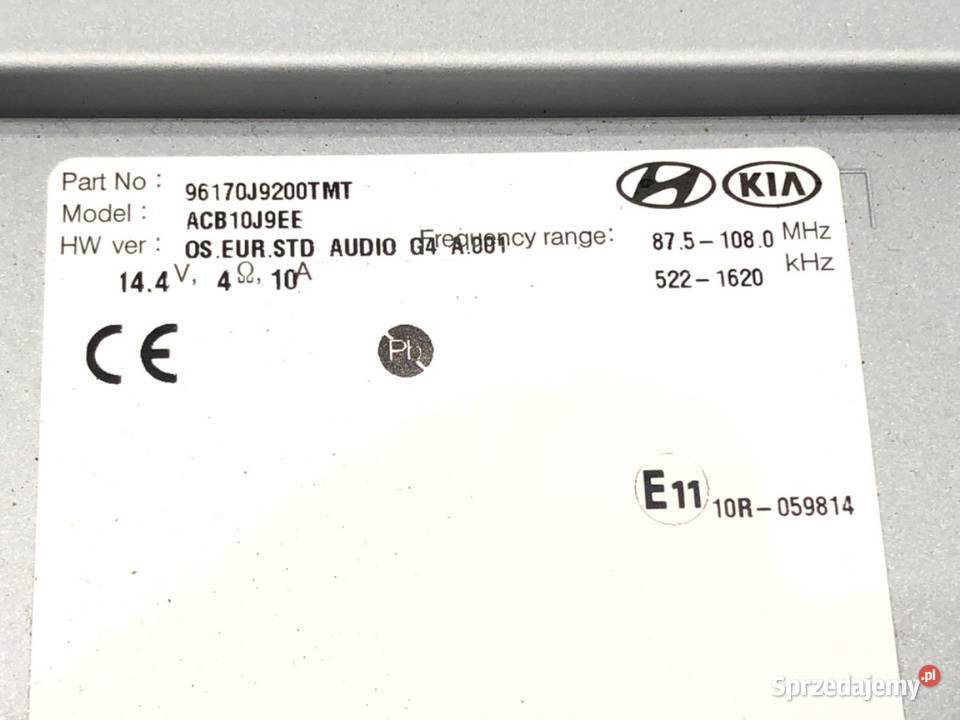 Part No : 96170J9200TMT
KIA
Model : ACB10J9EE
HW ver : OS.EUR.STD AUDIO G4 A.001
Frequency range: 87.5-108.0 MHz
522-1620 kHz
14.4 V, 4 Ω, 10A
CE
Pb
E11 10R-059814
Sprzedajemy.pl